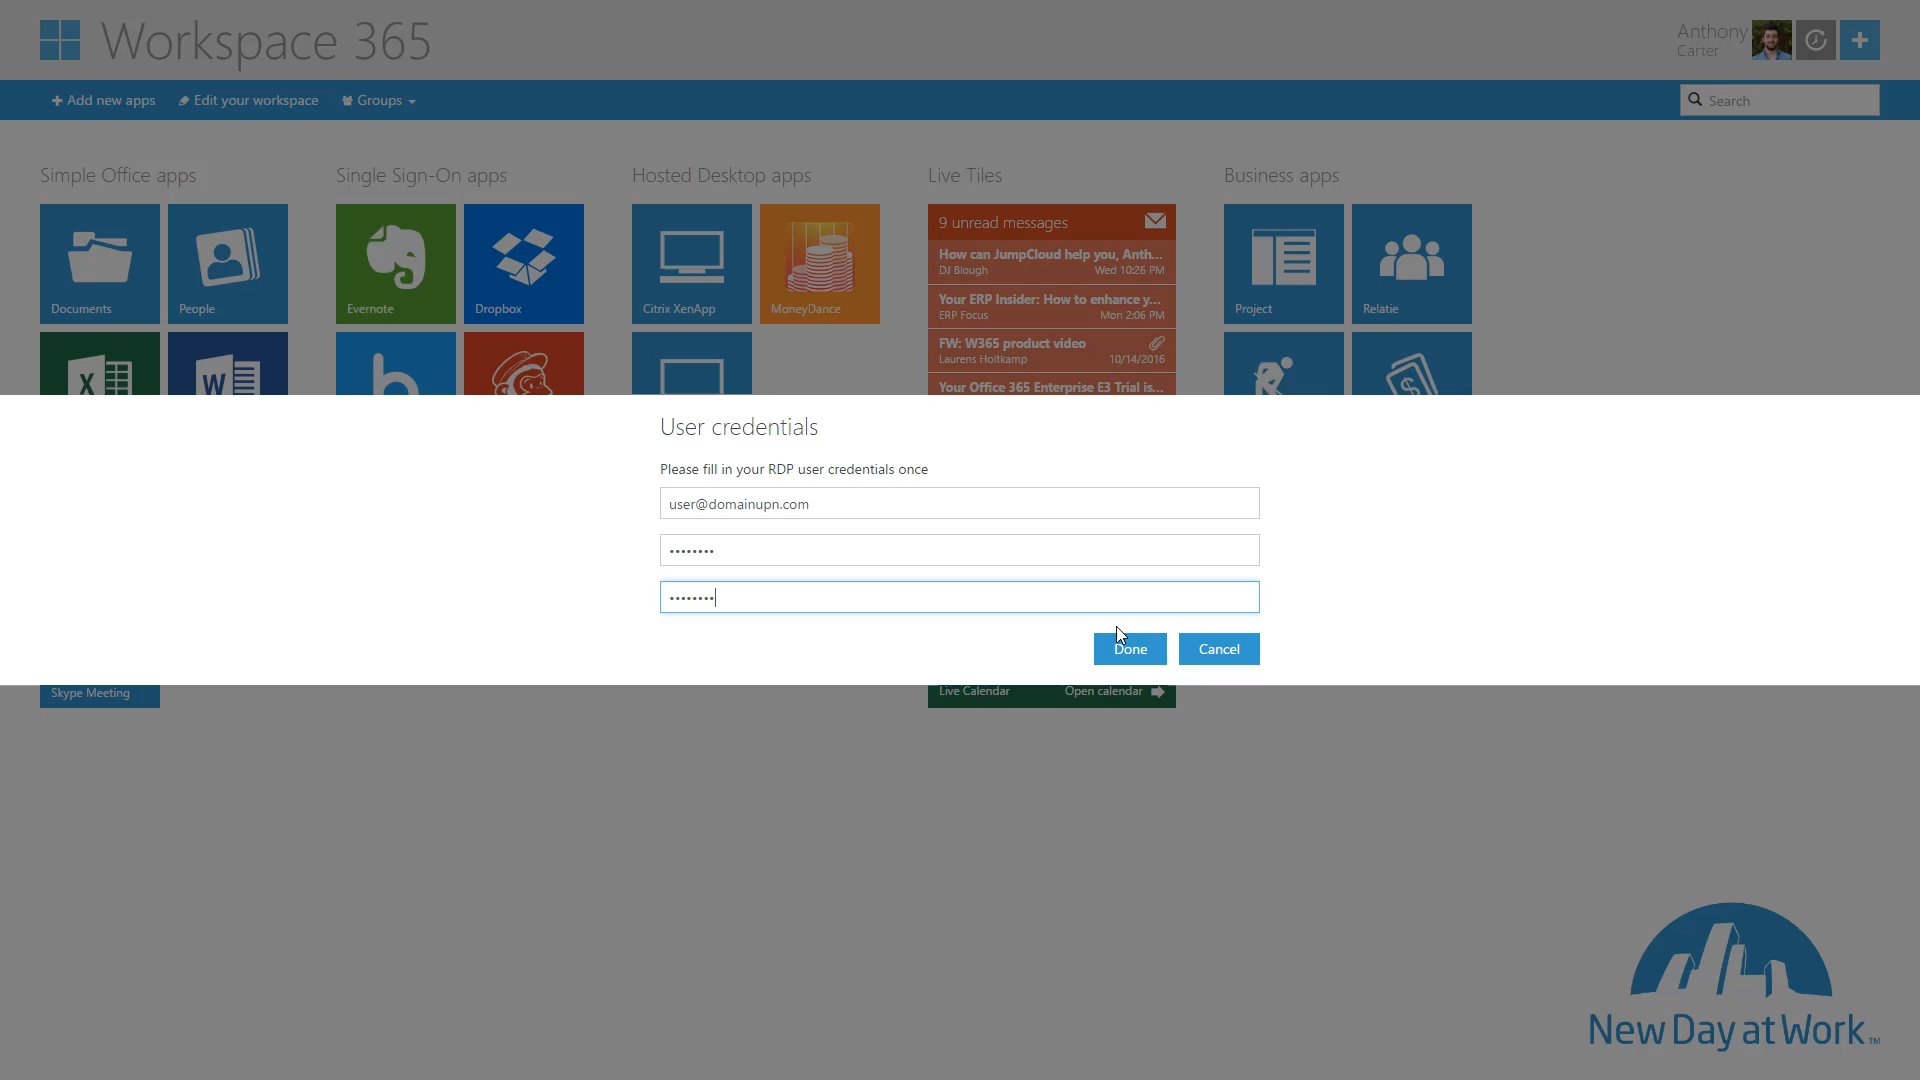 Workspace 365
Anthony
Carter
Add new apps
Edit your workspace
Groups
Search
Simple Office apps
Single Sign-On apps
Hosted Desktop apps
Live Tiles
Business apps
Documents
People
Evernote
Dropbox
Citrix XenApp
MoneyDance
9 unread messages
How can JumpCloud help you, Anth...
DJ Blough Wed 10:26 PM
Your ERP Insider: How to enhance y...
ERP Focus Mon 2:06 PM
FW: W365 product video
Laurens Holtkamp 10/14/2016
Your Office 365 Enterprise E3 Trial is...
Project
Relatie
X
W
b
$
User credentials
Please fill in your RDP user credentials once
user@domainupn.com
••••••••
••••••••
Done
Cancel
Skype Meeting
Live Calendar
Open calendar
New Day at Work™